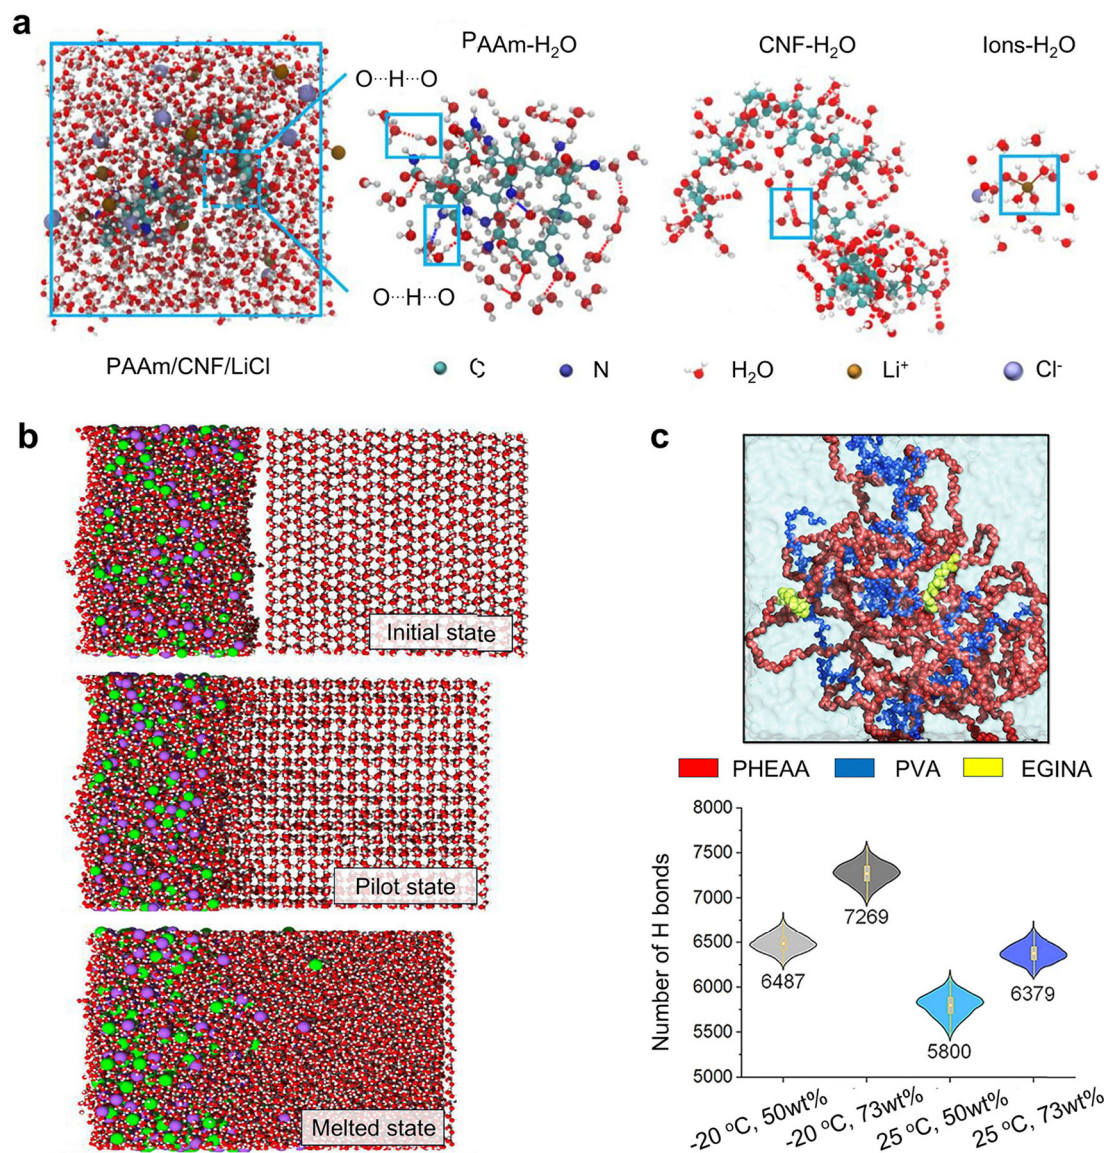 a
PAAm-H₂O
CNF-H₂O
Ions-H₂O
O···H···O
O···H···O
PAAm/CNF/LiCl
C
N
H₂O
Li⁺
Cl⁻
b
Initial state
Pilot state
Melted state
c
PHEAA
PVA
EGINA
Number of H bonds
8000
7500
7000
6500
6000
5500
5000
6487
7269
5800
6379
-20 °C, 50wt%
-20 °C, 73wt%
25 °C, 50wt%
25 °C, 73wt%